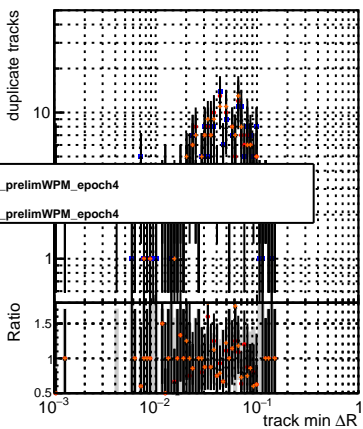 duplicate tracks
10
_prelimWPM_epoch4
_prelimWPM_epoch4
1
Ratio
1.5
1
0.5
10⁻³ 10⁻² 10⁻¹ 1
track min ΔR